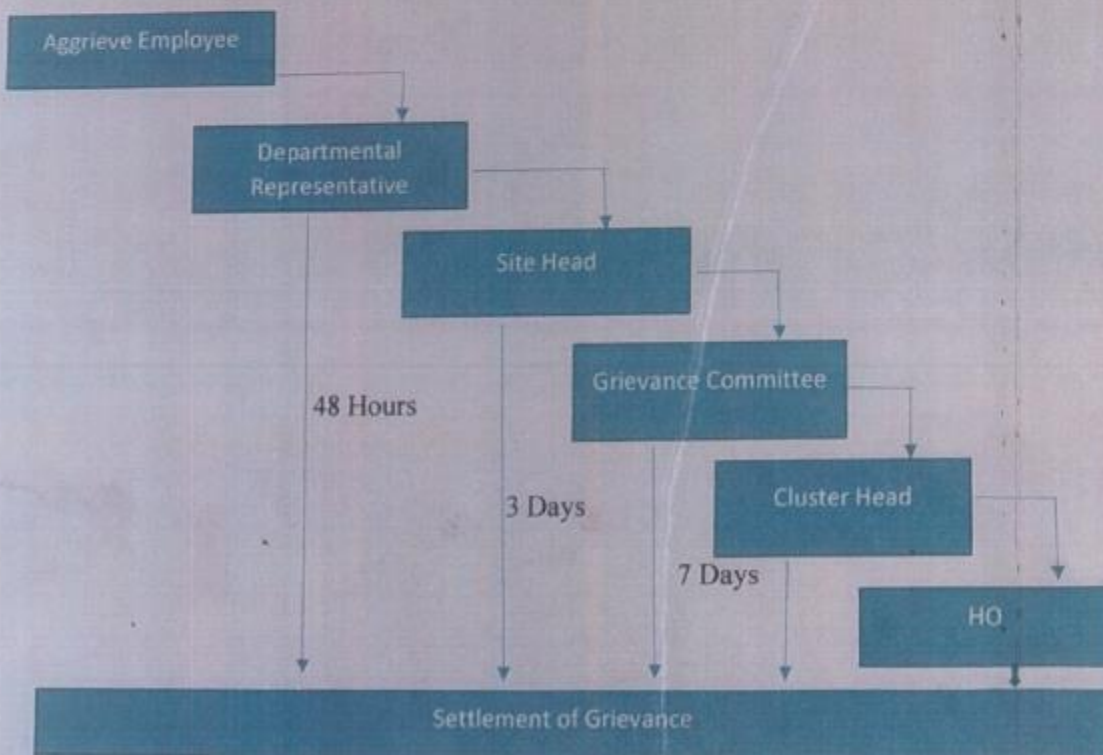 Aggrieve Employee
Departmental
Representative
Site Head
Grievance Committee
48 Hours
Cluster Head
3 Days
7 Days
HO
Settlement of Grievance